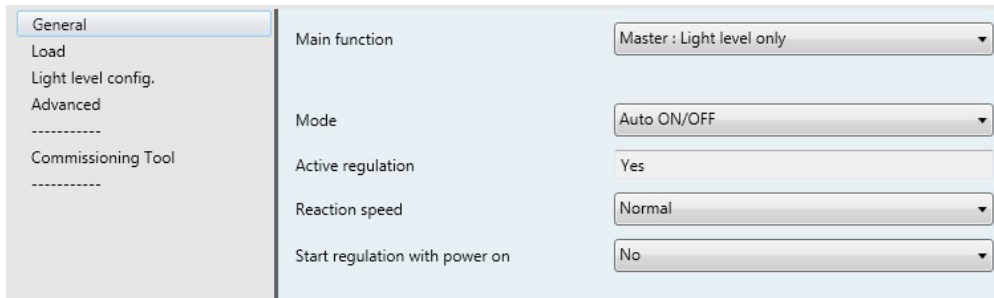 General
Load
Light level config.
Advanced
-----------
Commissioning Tool
-----------
Main function Master : Light level only
Mode Auto ON/OFF
Active regulation Yes
Reaction speed Normal
Start regulation with power on No